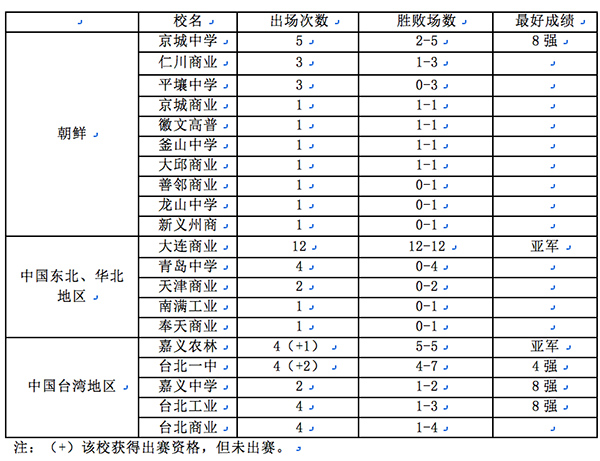 校名 出场次数 胜败场数 最好成绩
朝鲜
京城中学 5 2-5 8 强
仁川商业 3 1-3
平壤中学 3 0-3
京城商业 1 1-1
徽文高普 1 1-1
釜山中学 1 1-1
大邱商业 1 1-1
善邻商业 1 0-1
龙山中学 1 0-1
新义州商 1 0-1
中国东北、华北
地区
大连商业 12 12-12 亚军
青岛中学 4 0-4
天津商业 2 0-2
南满工业 1 0-1
奉天商业 1 0-1
中国台湾地区
嘉义农林 4（+1） 5-5 亚军
台北一中 4（+2） 4-7 4 强
嘉义中学 2 1-2 8 强
台北工业 4 1-3 8 强
台北商业 4 1-4
注：（+）该校获得出赛资格，但未出赛。